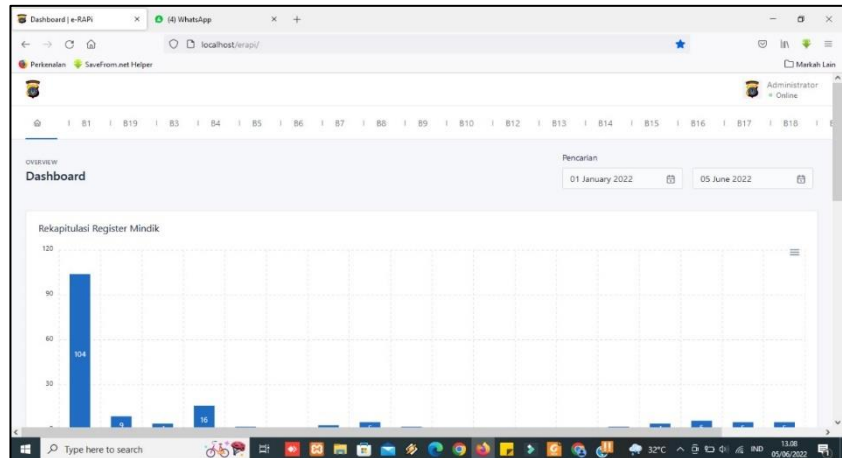 Dashboard | e-RAPi
(4) WhatsApp
localhost/erapi/
Perkenalan
SaveFrom.net Helper
Markah Lain
Administrator
Online
B1 B19 B3 B4 B5 B6 B7 B8 B9 B10 B12 B13 B14 B15 B16 B17 B18
OVERVIEW
Dashboard
Pencarian
01 January 2022
05 June 2022
Rekapitulasi Register Mindik
120
90
60
30
104
9
16
Type here to search
32°C
IND
13.08
05/06/2022